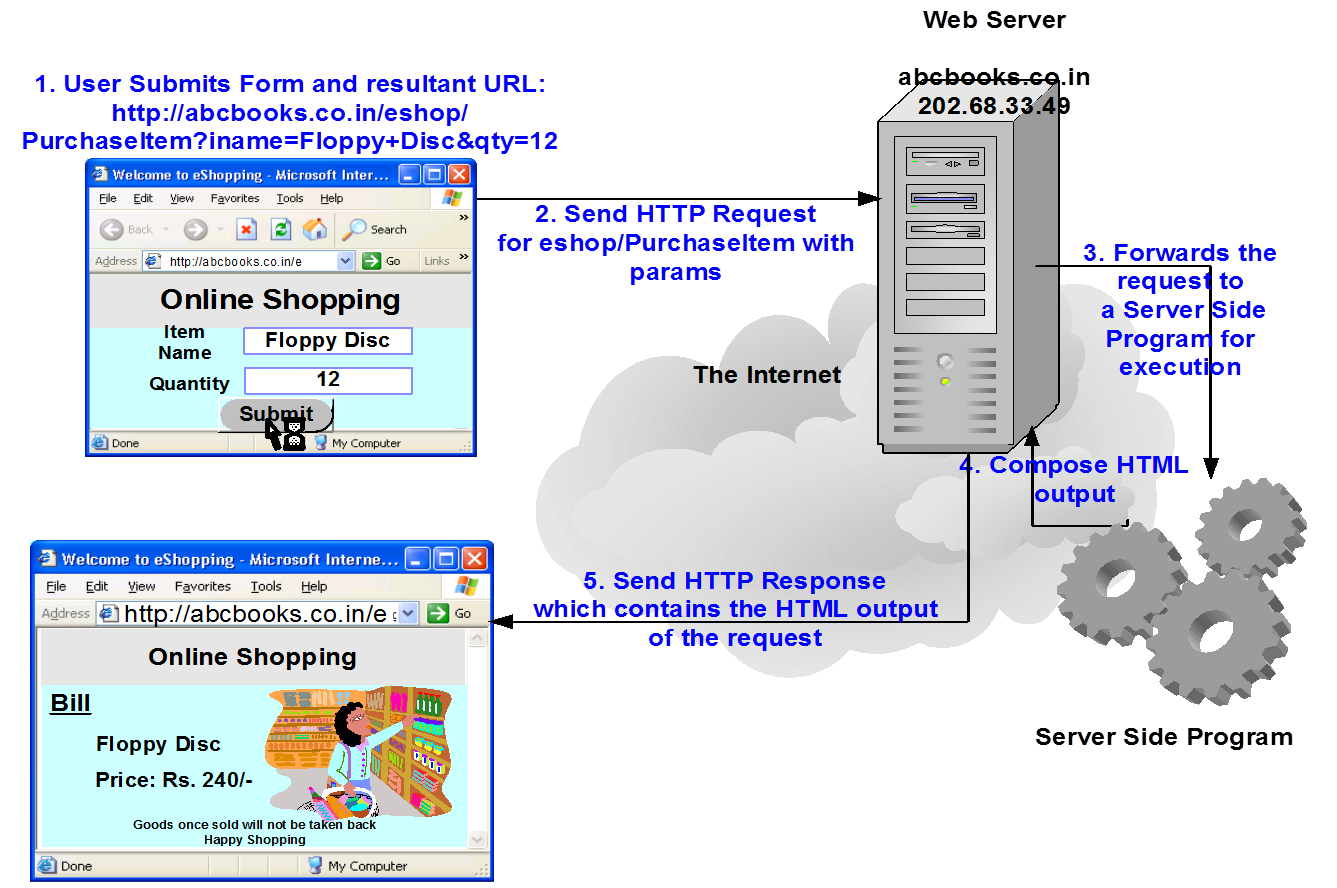 Web Server
abcbooks.co.in
202.68.33.49
1. User Submits Form and resultant URL:
http://abcbooks.co.in/eshop/
PurchaseItem?iname=Floppy+Disc&qty=12
Welcome to eShopping - Microsoft Inter...
File Edit View Favorites Tools Help
Back Search »
Address http://abcbooks.co.in/e Go Links »
Online Shopping
Item
Name
Floppy Disc
Quantity
12
Submit
Done My Computer
2. Send HTTP Request
for eshop/PurchaseItem with
params
3. Forwards the
request to
a Server Side
Program for
execution
The Internet
4. Compose HTML
output
5. Send HTTP Response
which contains the HTML output
of the request
Server Side Program
Welcome to eShopping - Microsoft Interne...
File Edit View Favorites Tools Help
Address http://abcbooks.co.in/e Go
Online Shopping
Bill
Floppy Disc
Price: Rs. 240/-
Goods once sold will not be taken back
Happy Shopping
Done My Computer